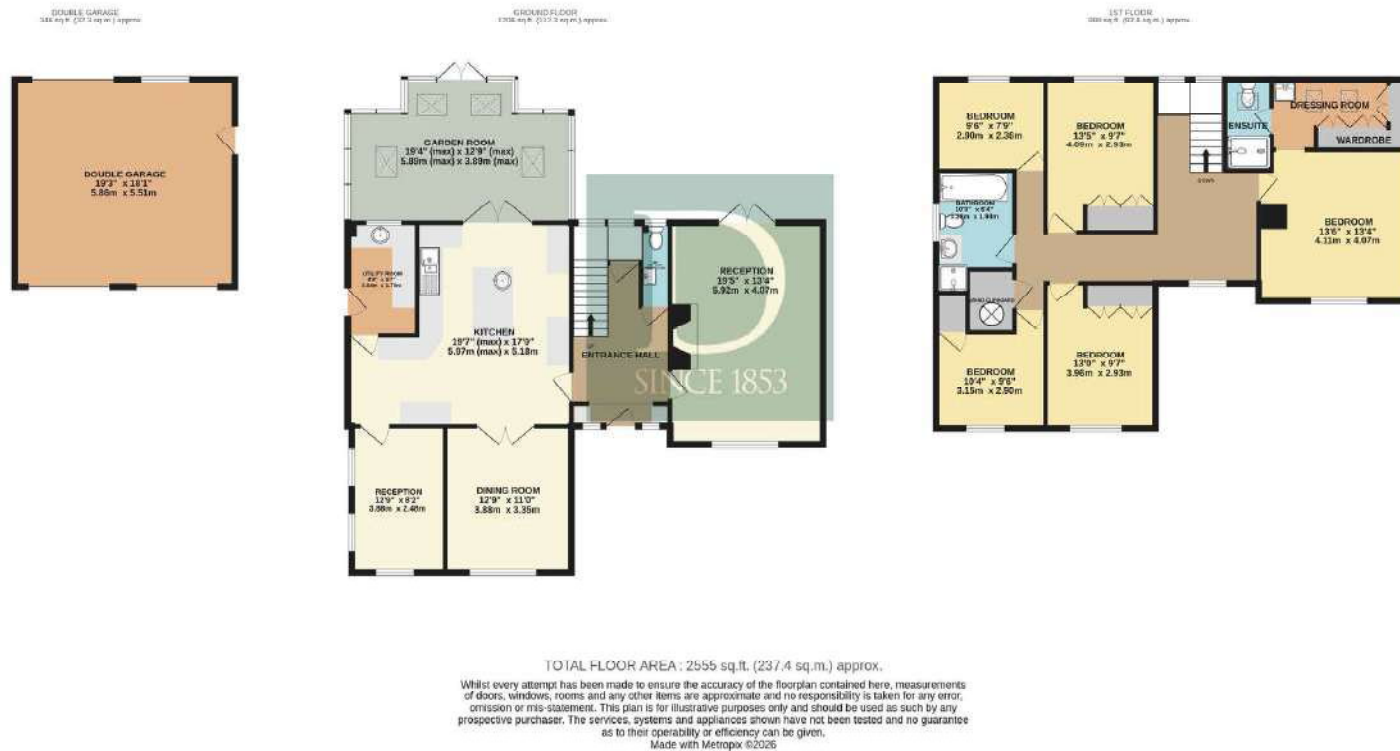 DOUBLE GARAGE
GROUND FLOOR
1ST FLOOR
DOUBLE GARAGE
19'3" x 18'1"
5.86m x 5.51m
GARDEN ROOM
19'4" (max) x 12'9" (max)
5.89m (max) x 3.89m (max)
UTILITY ROOM
KITCHEN
19'7" (max) x 17'0"
5.97m (max) x 5.18m
ENTRANCE HALL
UP
RECEPTION
19'5" x 13'4"
5.92m x 4.07m
D
SINCE 1853
RECEPTION
12'9" x 8'2"
3.88m x 2.48m
DINING ROOM
12'9" x 11'0"
3.88m x 3.35m
BEDROOM
9'6" x 7'9"
2.90m x 2.36m
BEDROOM
13'5" x 9'7"
4.09m x 2.93m
DOWN
ENSUITE
DRESSING ROOM
WARDROBE
BATHROOM
BEDROOM
13'6" x 13'4"
4.11m x 4.07m
CUPBOARD
BEDROOM
10'4" x 9'6"
3.15m x 2.90m
BEDROOM
13'0" x 9'7"
3.96m x 2.93m
TOTAL FLOOR AREA : 2555 sq.ft. (237.4 sq.m.) approx.
Whilst every attempt has been made to ensure the accuracy of the floorplan contained here, measurements
of doors, windows, rooms and any other items are approximate and no responsibility is taken for any error,
omission or mis-statement. This plan is for illustrative purposes only and should be used as such by any
prospective purchaser. The services, systems and appliances shown have not been tested and no guarantee
as to their operability or efficiency can be given.
Made with Metropix ©2026